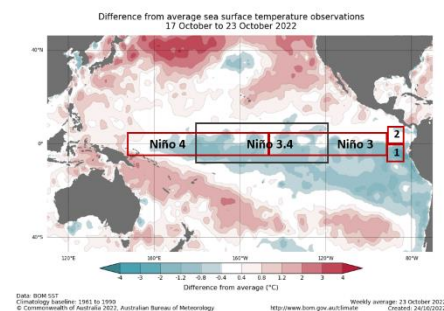 Difference from average sea surface temperature observations
17 October to 23 October 2022
40°N
0°
40°S
Niño 4
Niño 3.4
Niño 3
2
1
120°E 160°E 160°W 120°W 80°W
-4 -3 -2 -1.2 -0.8 -0.4 0.4 0.8 1.2 2 3 4
Difference from average (°C)
Data: BOM SST
Climatology baseline: 1961 to 1990
© Commonwealth of Australia 2022, Australian Bureau of Meteorology
http://www.bom.gov.au/climate
Weekly average: 23 October 2022
Created: 24/10/2022